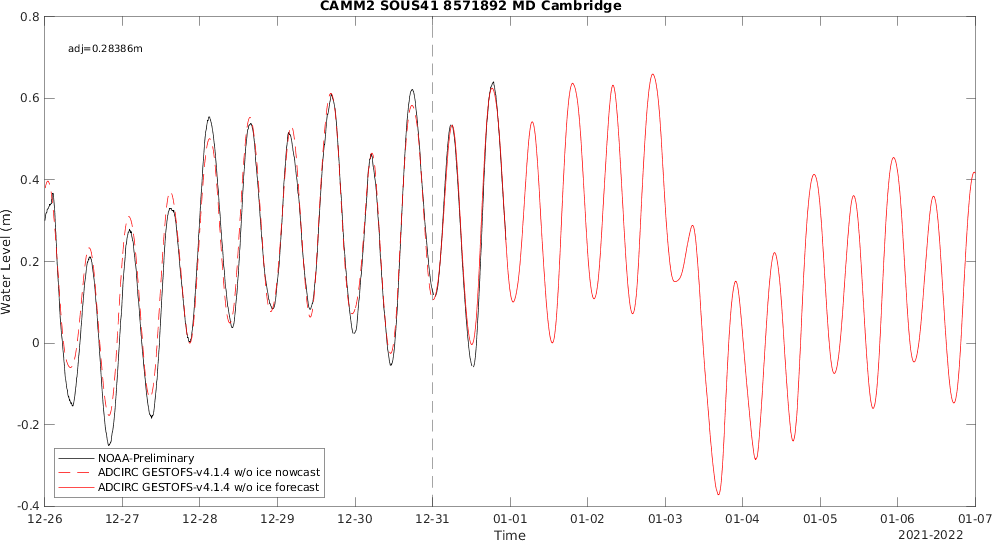 CAMM2 SOUS41 8571892 MD Cambridge
adj=0.28386m
0.8
0.6
0.4
0.2
0
-0.2
-0.4
Water Level (m)
NOAA-Preliminary
ADCIRC GESTOFS-v4.1.4 w/o ice nowcast
ADCIRC GESTOFS-v4.1.4 w/o ice forecast
12-26 12-27 12-28 12-29 12-30 12-31 01-01 01-02 01-03 01-04 01-05 01-06 01-07
Time
2021-2022